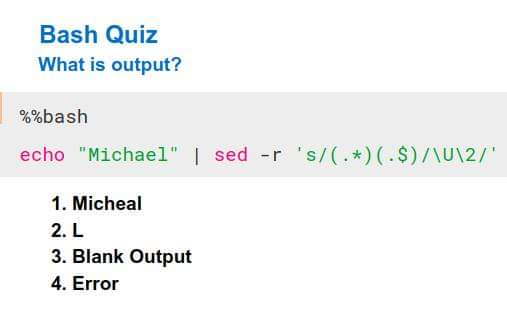 Bash Quiz
What is output?
%%bash
echo "Michael" | sed -r 's/(.*)(.$)/\U\2/'
1. Micheal
2. L
3. Blank Output
4. Error